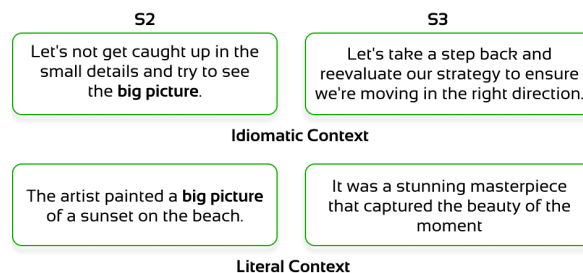 S2
S3
Let's not get caught up in the
small details and try to see
the big picture.
Let's take a step back and
reevaluate our strategy to ensure
we're moving in the right direction.
Idiomatic Context
The artist painted a big picture
of a sunset on the beach.
It was a stunning masterpiece
that captured the beauty of the
moment
Literal Context